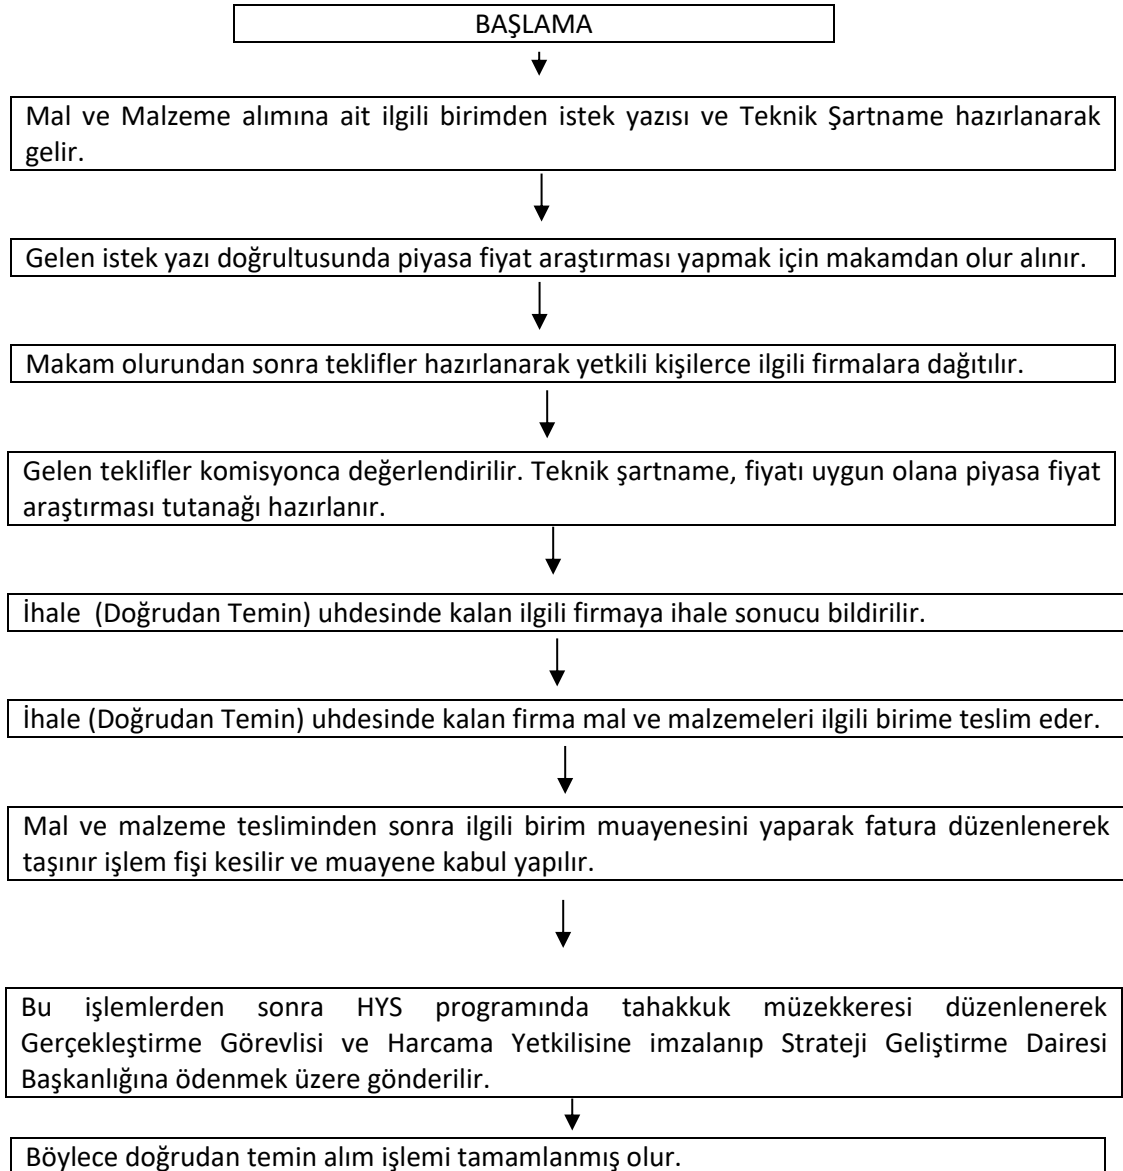 BAŞLAMA
Mal ve Malzeme alımına ait ilgili birimden istek yazısı ve Teknik Şartname hazırlanarak
gelir.
Gelen istek yazı doğrultusunda piyasa fiyat araştırması yapmak için makamdan olur alınır.
Makam olurundan sonra teklifler hazırlanarak yetkili kişilerce ilgili firmalara dağıtılır.
Gelen teklifler komisyonca değerlendirilir. Teknik şartname, fiyatı uygun olana piyasa fiyat
araştırması tutanağı hazırlanır.
İhale (Doğrudan Temin) uhdesinde kalan ilgili firmaya ihale sonucu bildirilir.
İhale (Doğrudan Temin) uhdesinde kalan firma mal ve malzemeleri ilgili birime teslim eder.
Mal ve malzeme tesliminden sonra ilgili birim muayenesini yaparak fatura düzenlenerek
taşınır işlem fişi kesilir ve muayene kabul yapılır.
Bu işlemlerden sonra HYS programında tahakkuk müzekkeresi düzenlenerek
Gerçekleştirme Görevlisi ve Harcama Yetkilisine imzalanıp Strateji Geliştirme Dairesi
Başkanlığına ödenmek üzere gönderilir.
Böylece doğrudan temin alım işlemi tamamlanmış olur.